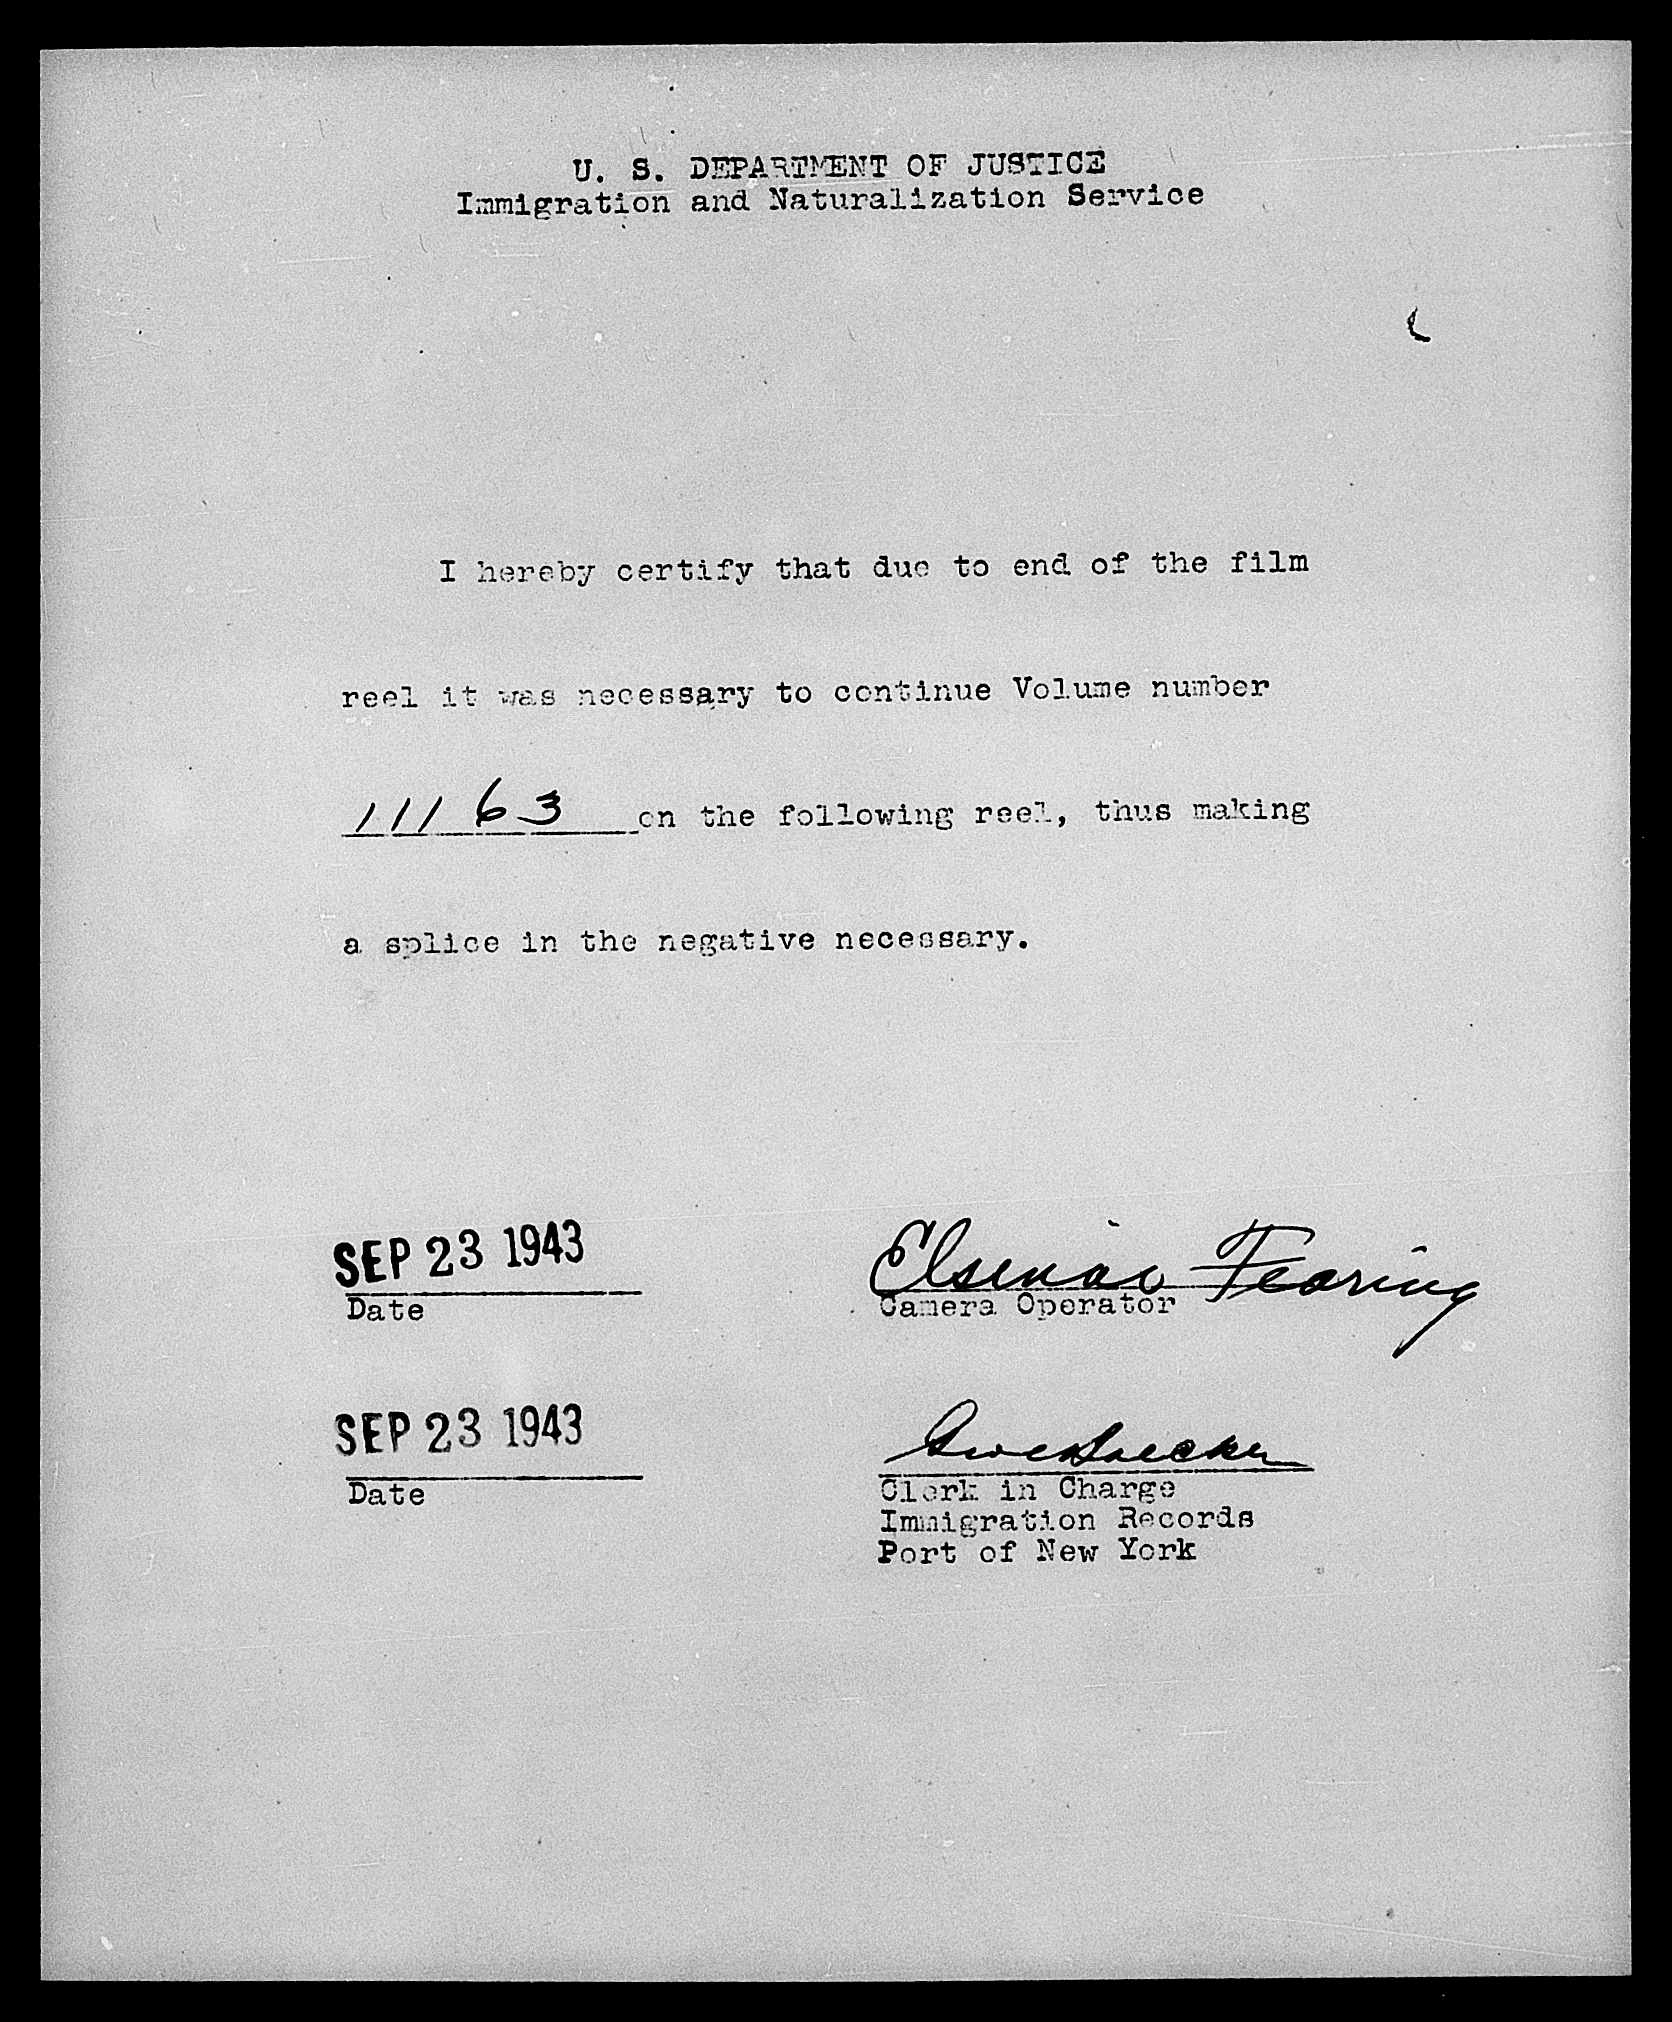 U. S. DEPARTMENT OF JUSTICE
Immigration and Naturalization Service
I hereby certify that due to end of the film
reel it was necessary to continue Volume number
11163 on the following reel, thus making
a splice in the negative necessary.
SEP 23 1943
Date
Fearing
Camera Operator
SEP 23 1943
Date
Clerk in Charge
Immigration Records
Port of New York